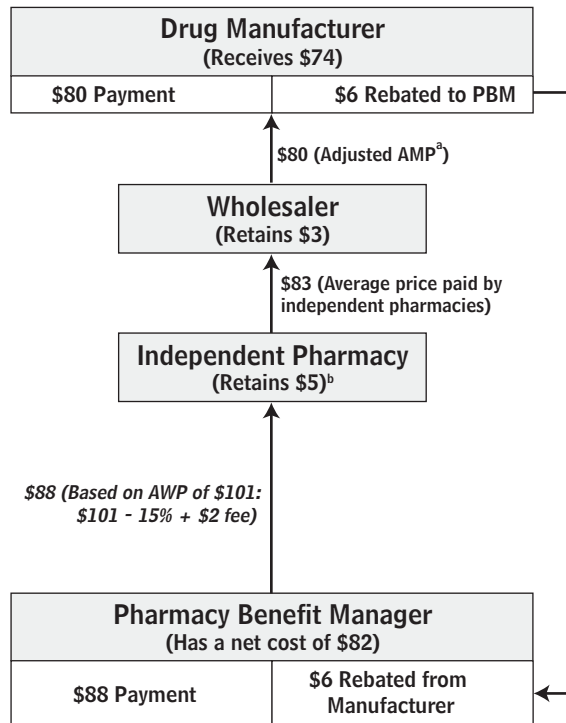 Drug Manufacturer
(Receives $74)
$80 Payment
$6 Rebated to PBM
$80 (Adjusted AMPa)
Wholesaler
(Retains $3)
$83 (Average price paid by
independent pharmacies)
Independent Pharmacy
(Retains $5)b
$88 (Based on AWP of $101:
$101 - 15% + $2 fee)
Pharmacy Benefit Manager
(Has a net cost of $82)
$88 Payment
$6 Rebated from
Manufacturer